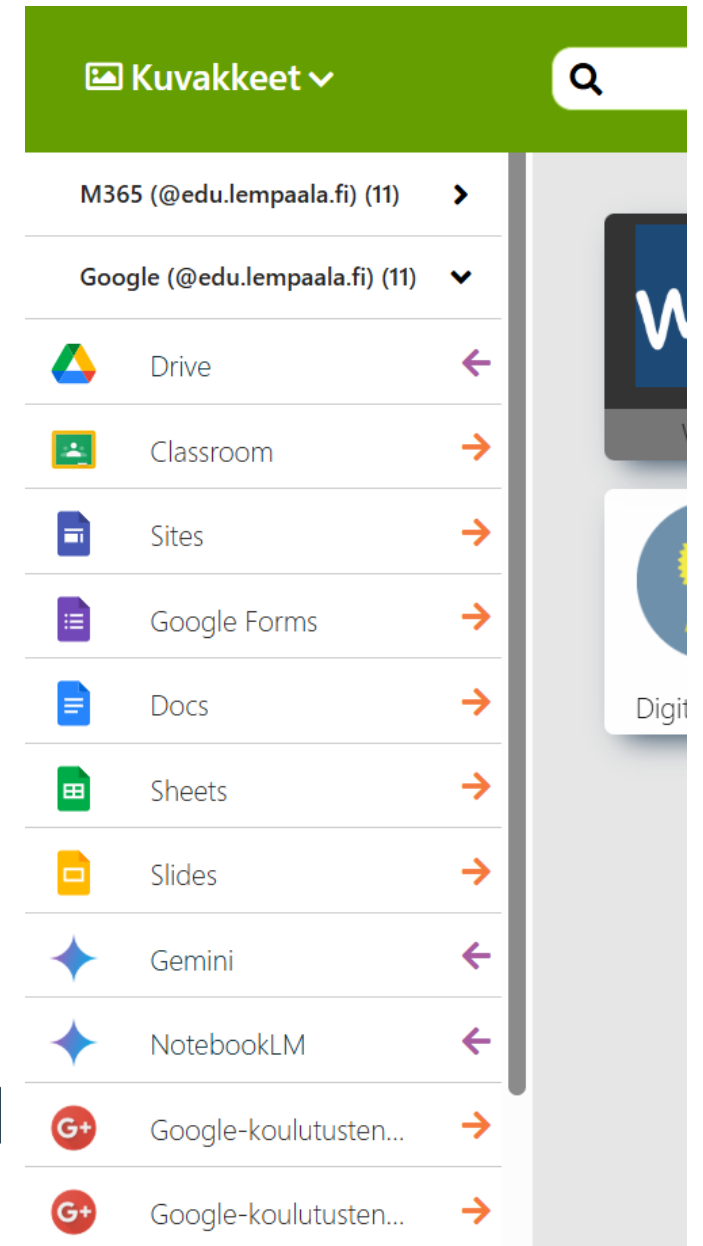 Kuvakkeet
M365 (@edu.lempaala.fi) (11)
Google (@edu.lempaala.fi) (11)
Drive
Classroom
Sites
Google Forms
Docs
Sheets
Slides
Gemini
NotebookLM
G+ Google-koulutusten...
G+ Google-koulutusten...
W
Digit